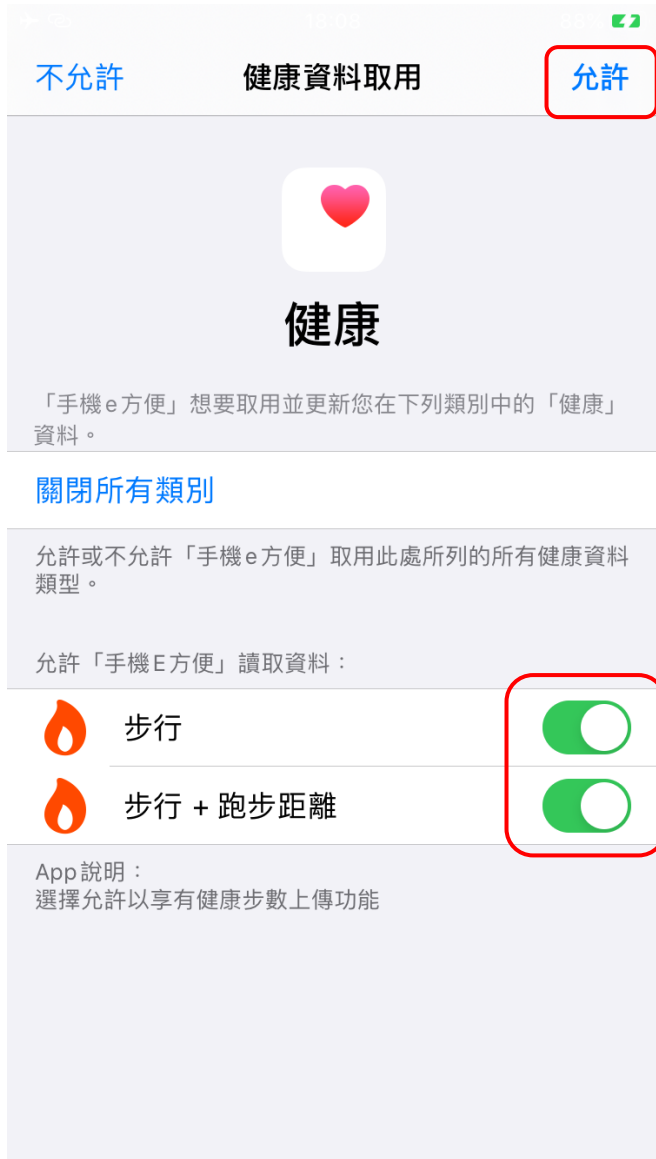 不允許 健康資料取用 允許
健康
「手機e方便」想要取用並更新您在下列類別中的「健康」
資料。
關閉所有類別
允許或不允許「手機e方便」取用此處所列的所有健康資料
類型。
允許「手機E方便」讀取資料：
步行
步行 + 跑步距離
App說明：
選擇允許以享有健康步數上傳功能